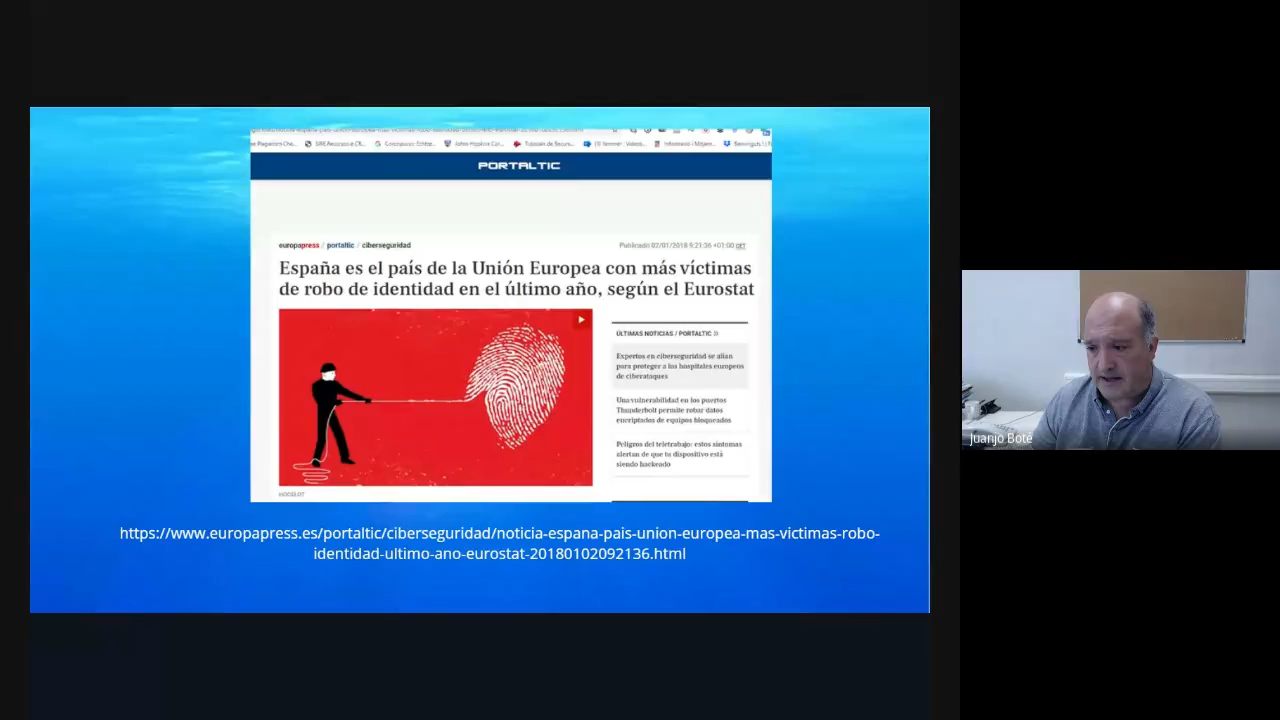 PORTALTIC
europapress / portaltic / ciberseguridad
Publicado 02/01/2018 9:21:36 +01:00 CET
España es el país de la Unión Europea con más víctimas
de robo de identidad en el último año, según el Eurostat
ÚLTIMAS NOTICIAS / PORTALTIC
Expertos en ciberseguridad se alían
para proteger a los hospitales europeos
de ciberataques
Una vulnerabilidad en los puertos
Thunderbolt permite robar datos
encriptados de equipos bloqueados
Peligros del teletrabajo: estos síntomas
alertan de que tu dispositivo está
siendo hackeado
https://www.europapress.es/portaltic/ciberseguridad/noticia-espana-pais-union-europea-mas-victimas-robo-
identidad-ultimo-ano-eurostat-20180102092136.html
Juanjo Boté